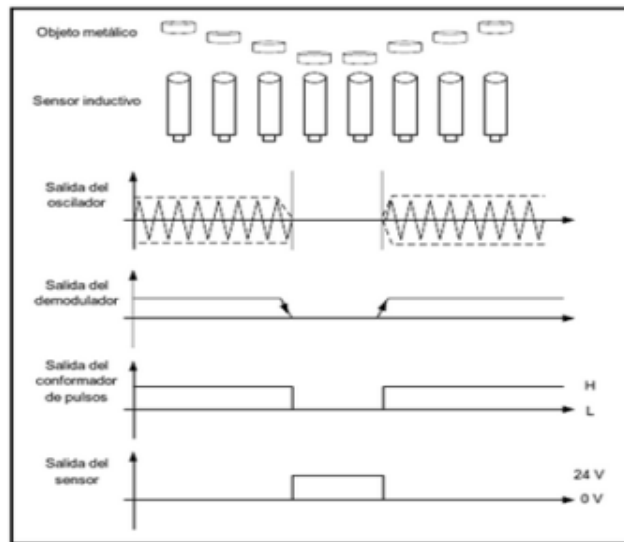 Objeto metálico
Sensor inductivo
Salida del
oscilador
Salida del
demodulador
Salida del
conformador
de pulsos
H
L
Salida del
sensor
24 V
0 V